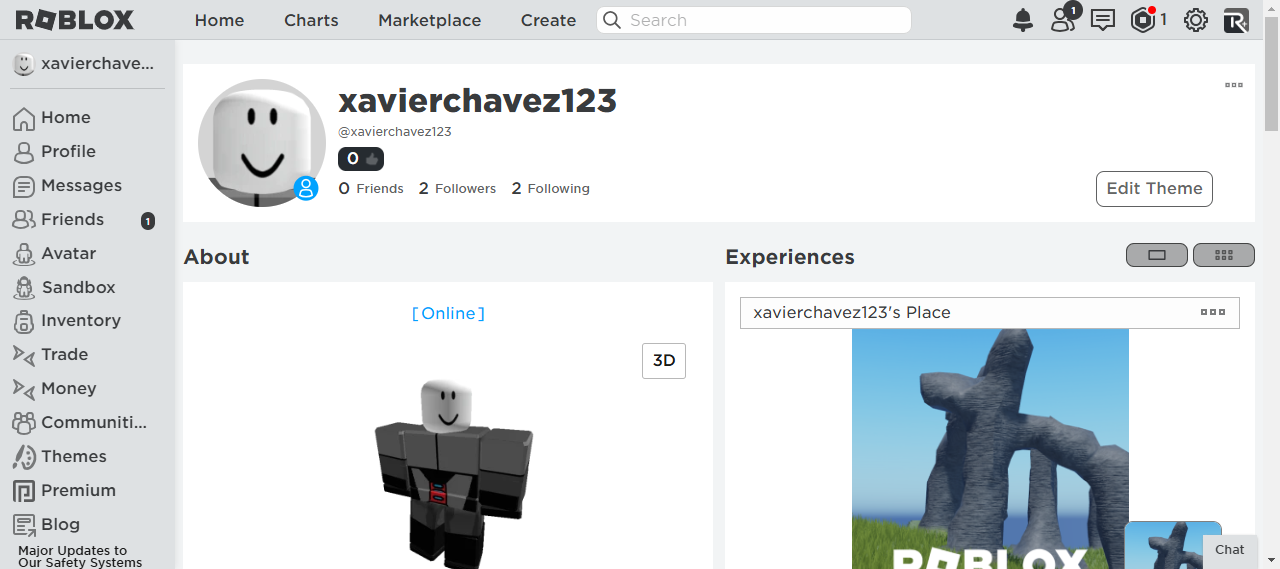 ROBLOX Home Charts Marketplace Create Search 1 1
xavierchave...
xavierchavez123
@xavierchavez123
0
0 Friends 2 Followers 2 Following
Edit Theme
Home
Profile
Messages
Friends 1
Avatar
Sandbox
Inventory
Trade
Money
Communiti...
Themes
Premium
Blog
Major Updates to
Our Safety Systems
About
[Online]
3D
Experiences
xavierchavez123's Place
ROBLOX
Chat